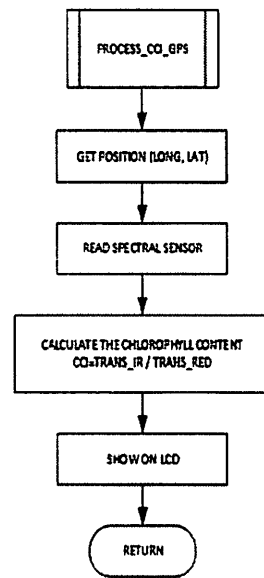 PROCESS_CCI_GPS
GET POSITION (LONG, LAT)
READ SPECTRAL SENSOR
CALCULATE THE CHLOROPHYLL CONTENT
CCI=TRANS_IR / TRANS_RED
SHOW ON LCD
RETURN